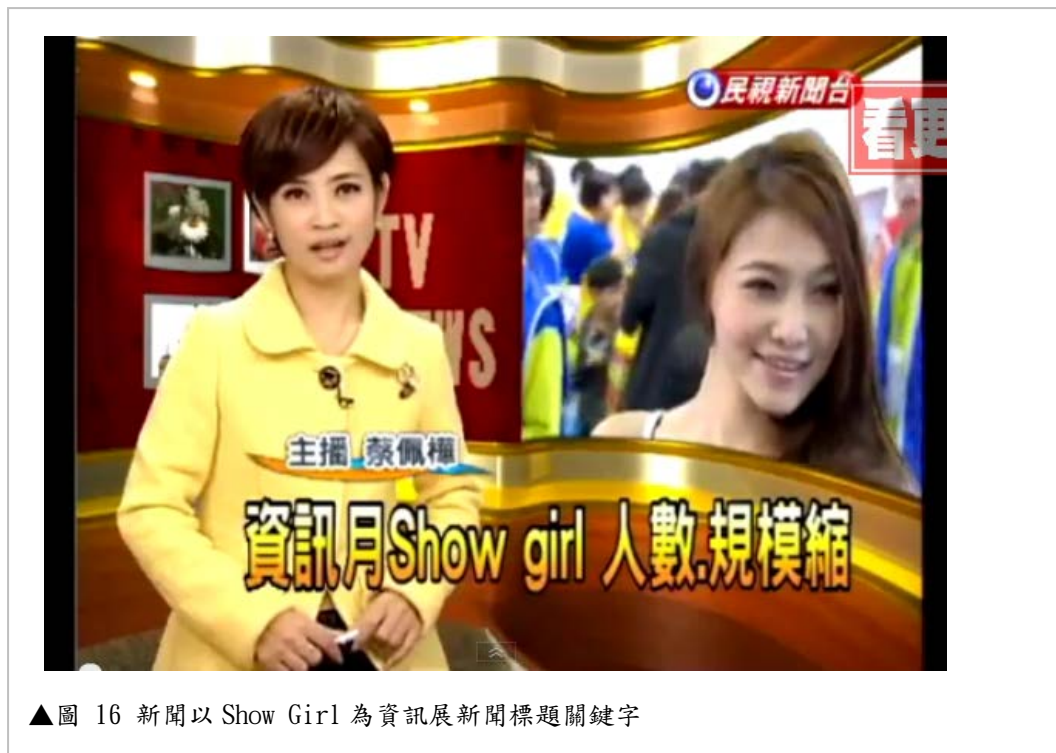 民視新聞台
看更
TV
主播 蔡佩樺
資訊月Show girl 人數.規模縮
▲圖 16 新聞以 Show Girl 為資訊展新聞標題關鍵字